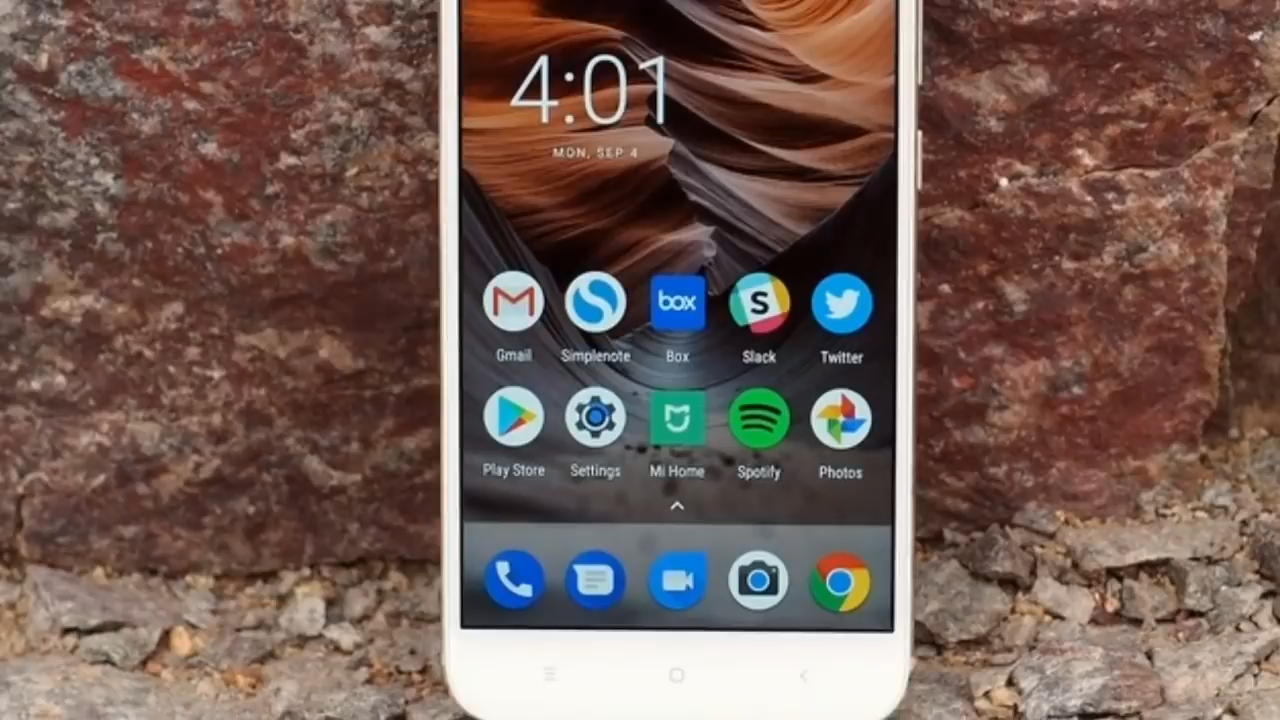 4:01
MON, SEP 4
box
S
Gmail Simplenote Box Slack Twitter
Play Store Settings Mi Home Spotify Photos